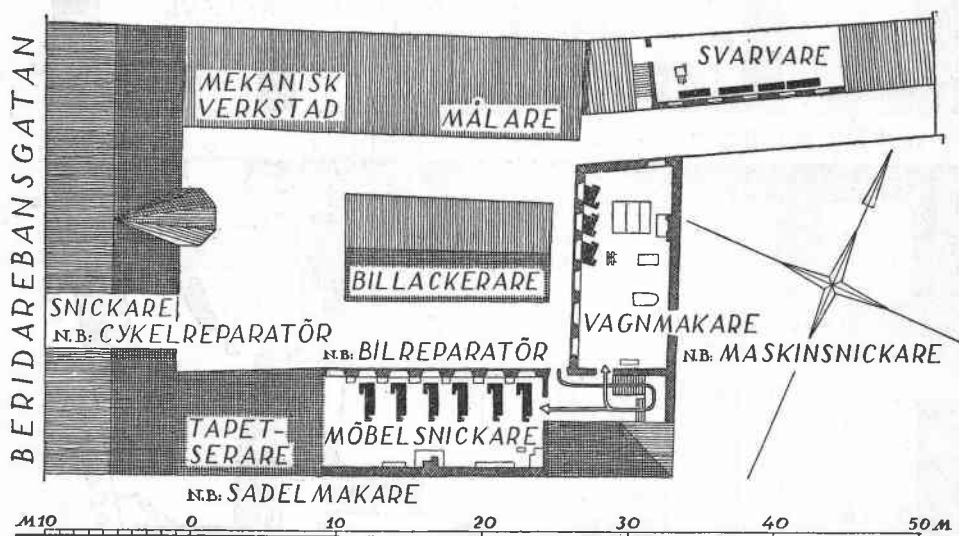 BERIDAREBANSGATAN
SVARVARE
MEKANISK
VERKSTAD
MÅLARE
BILLACKERARE
SNICKARE
N.B: CYKELREPARATÖR
VAGNMAKARE
N.B: BILREPARATÖR
N.B: MASKINSNICKARE
TAPET-
SERARE
MÖBELSNICKARE
N.B: SADELMAKARE
M10 0 10 20 30 40 50M